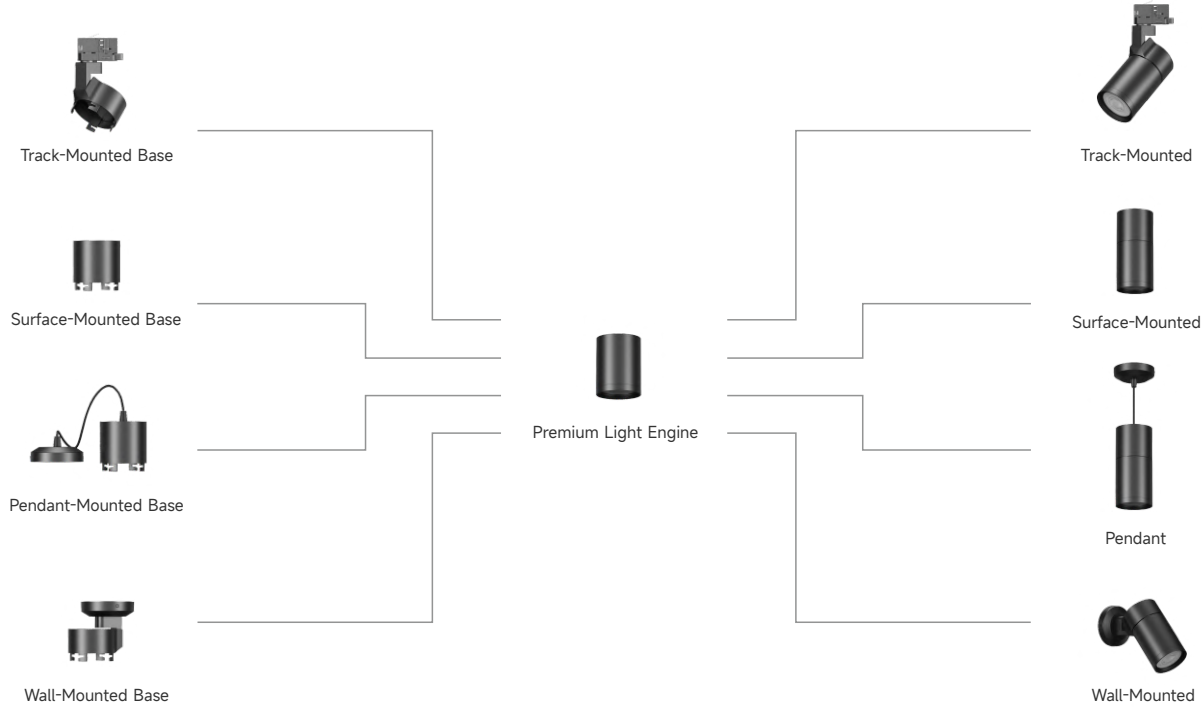 Track-Mounted Base
Surface-Mounted Base
Pendant-Mounted Base
Wall-Mounted Base
Premium Light Engine
Track-Mounted
Surface-Mounted
Pendant
Wall-Mounted